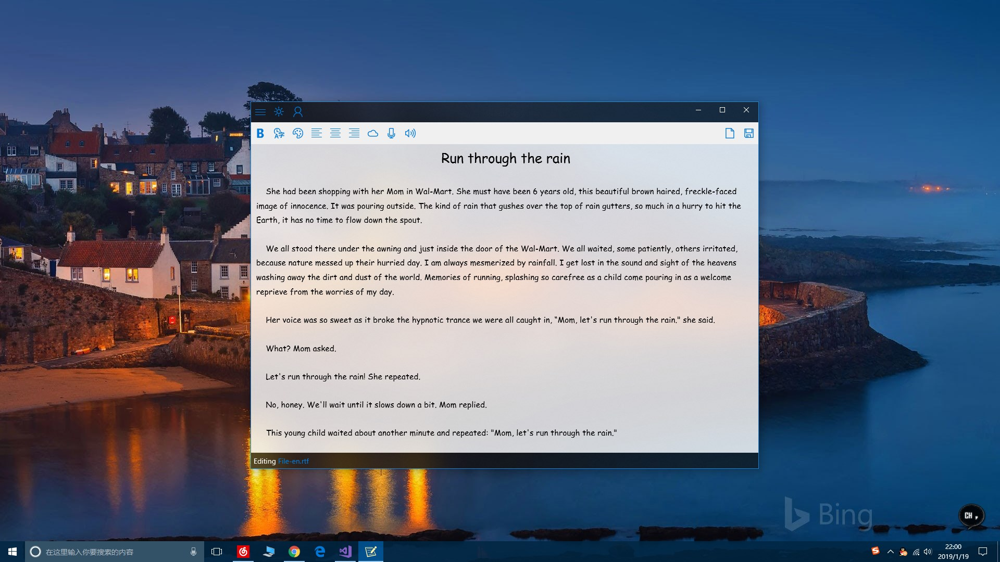 B
字
A
Run through the rain
She had been shopping with her Mom in Wal-Mart. She must have been 6 years old, this beautiful brown haired, freckle-faced
image of innocence. It was pouring outside. The kind of rain that gushes over the top of rain gutters, so much in a hurry to hit the
Earth, it has no time to flow down the spout.
We all stood there under the awning and just inside the door of the Wal-Mart. We all waited, some patiently, others irritated,
because nature messed up their hurried day. I am always mesmerized by rainfall. I get lost in the sound and sight of the heavens
washing away the dirt and dust of the world. Memories of running, splashing so carefree as a child come pouring in as a welcome
reprieve from the worries of my day.
Her voice was so sweet as it broke the hypnotic trance we were all caught in, “Mom, let's run through the rain." she said.
What? Mom asked.
Let's run through the rain! She repeated.
No, honey. We'll wait until it slows down a bit. Mom replied.
This young child waited about another minute and repeated: "Mom, let's run through the rain."
Editing File-en.rtf
Bing
CH ,
在这里输入你要搜索的内容
22:00
2019/1/19